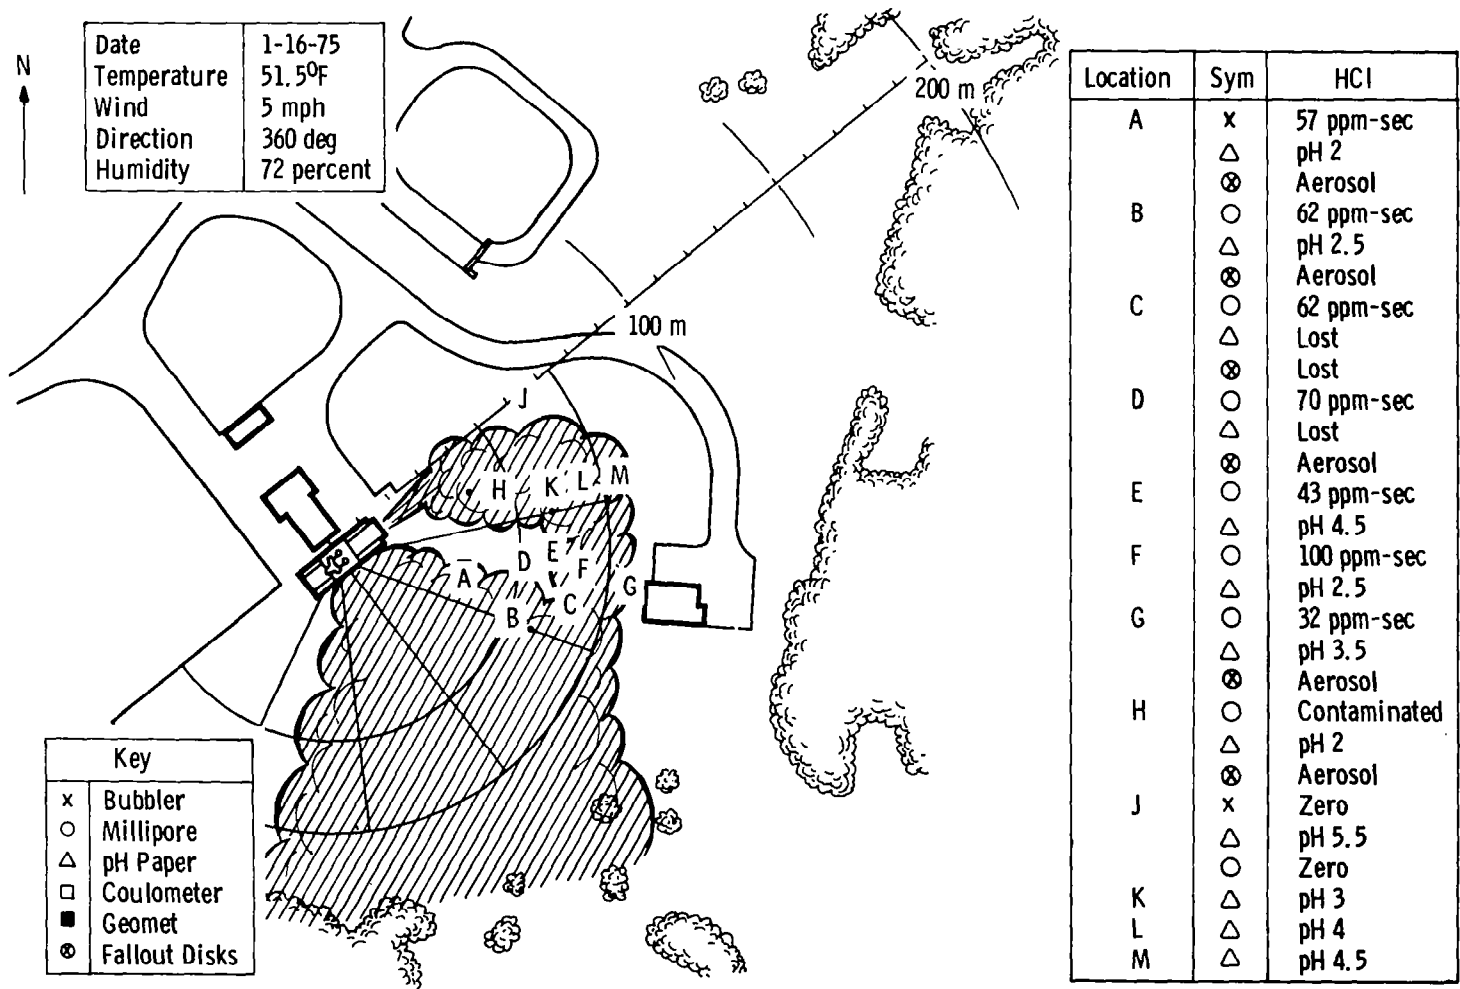 N
Date 1-16-75
Temperature 51.5⁰F
Wind 5 mph
Direction 360 deg
Humidity 72 percent
200 m
100 m
J
H K L M
A D E F G
B C
Key
x Bubbler
○ Millipore
△ pH Paper
□ Coulometer
■ Geomet
⊗ Fallout Disks
Location Sym HCl
A x 57 ppm-sec
△ pH 2
⊗ Aerosol
B ○ 62 ppm-sec
△ pH 2.5
⊗ Aerosol
C ○ 62 ppm-sec
△ Lost
⊗ Lost
D ○ 70 ppm-sec
△ Lost
⊗ Aerosol
E ○ 43 ppm-sec
△ pH 4.5
F ○ 100 ppm-sec
△ pH 2.5
G ○ 32 ppm-sec
△ pH 3.5
⊗ Aerosol
H ○ Contaminated
△ pH 2
⊗ Aerosol
J x Zero
△ pH 5.5
○ Zero
K △ pH 3
L △ pH 4
M △ pH 4.5